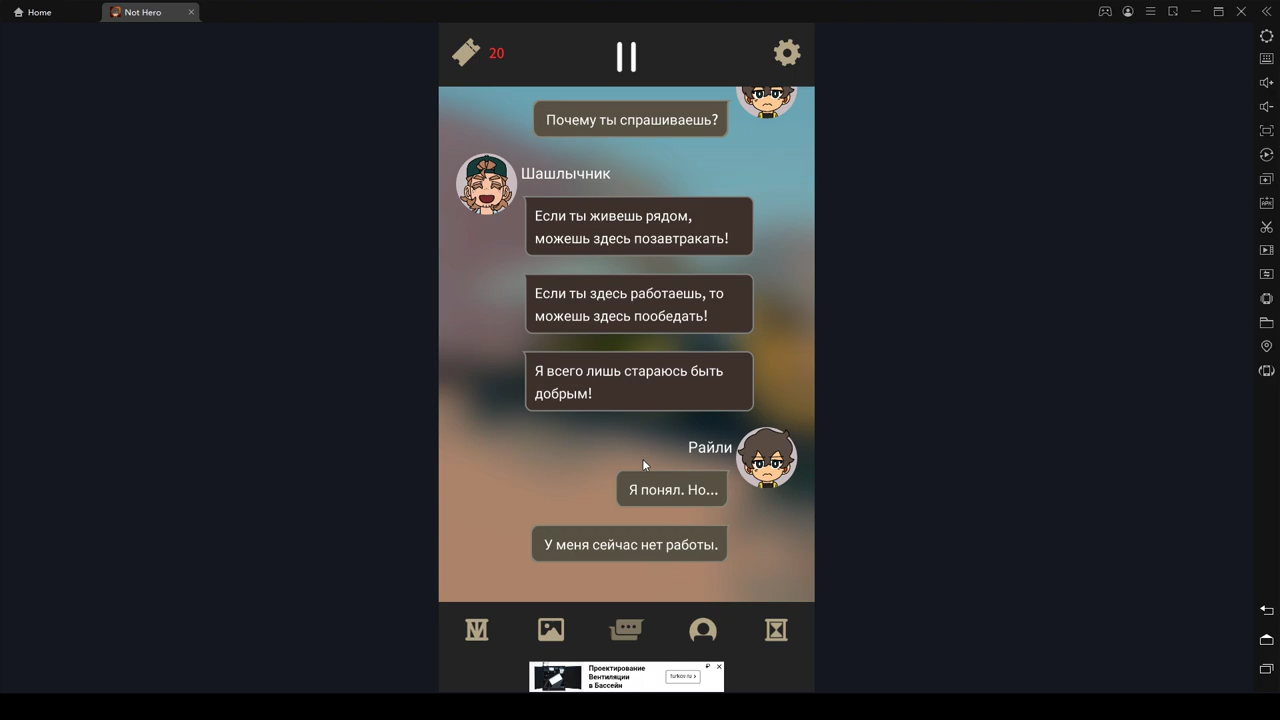 Home
Not Hero
20
Почему ты спрашиваешь?
Шашлычник
Если ты живешь рядом,
можешь здесь позавтракать!
Если ты здесь работаешь, то
можешь здесь пообедать!
Я всего лишь стараюсь быть
добрым!
Райли
Я понял. Но...
У меня сейчас нет работы.
Проектирование
Вентиляции
в Бассейн
turkov.ru